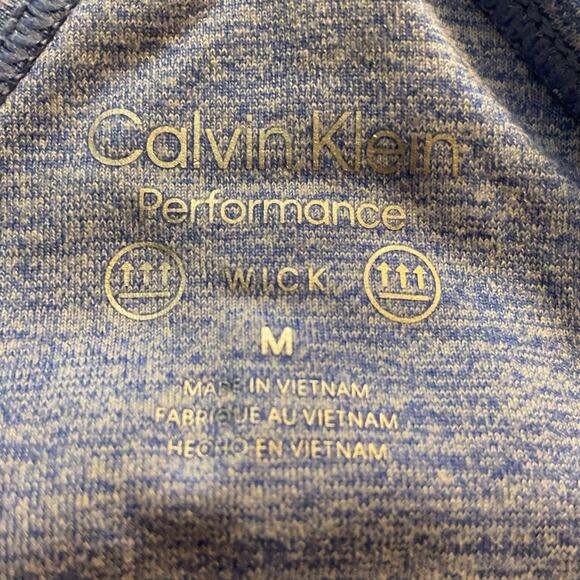 Calvin Klein
Performance
WICK
M
MADE IN VIETNAM
FABRIQUE AU VIETNAM
HECHO EN VIETNAM